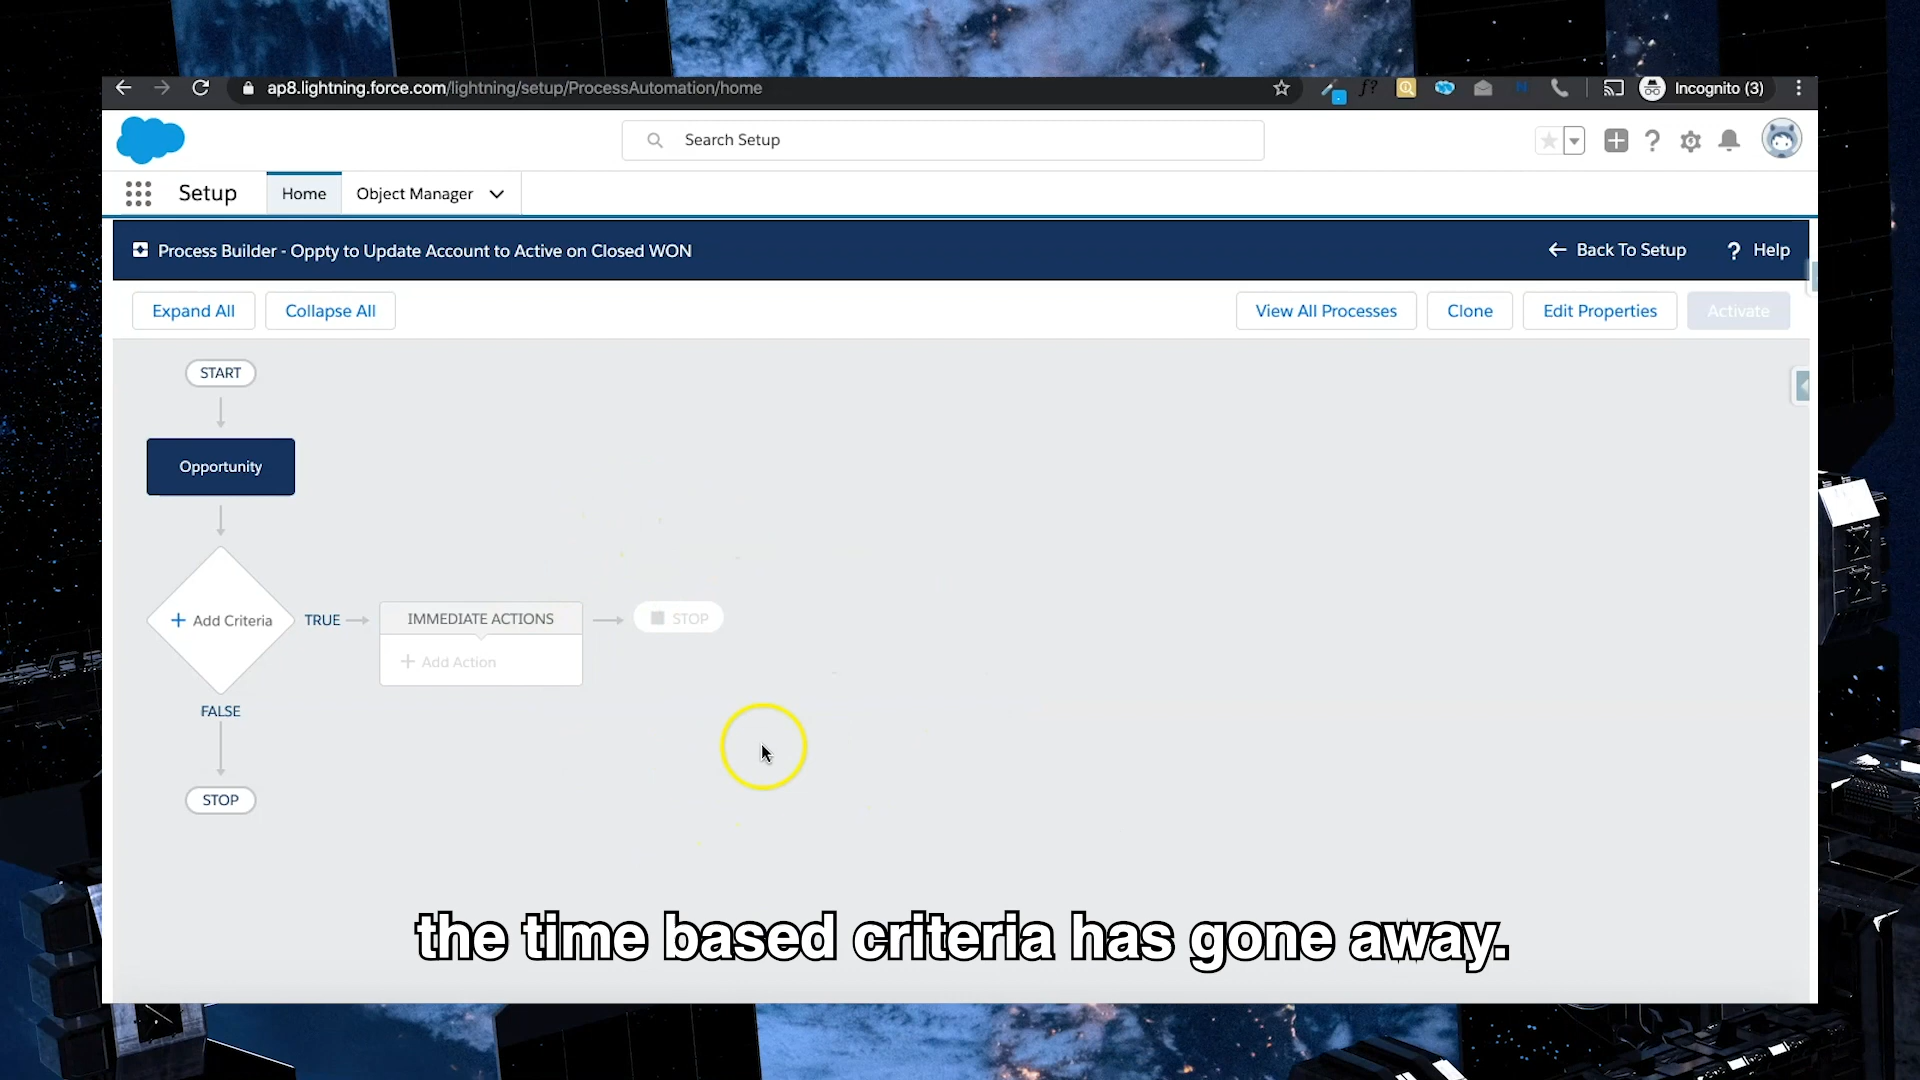 ap8.lightning.force.com/lightning/setup/ProcessAutomation/home
Incognito (3)
Search Setup
Setup
Home
Object Manager
Process Builder - Oppty to Update Account to Active on Closed WON
Back To Setup
? Help
Expand All
Collapse All
View All Processes
Clone
Edit Properties
Activate
START
Opportunity
+ Add Criteria
TRUE
IMMEDIATE ACTIONS
STOP
+ Add Action
FALSE
STOP
the time based criteria has gone away.